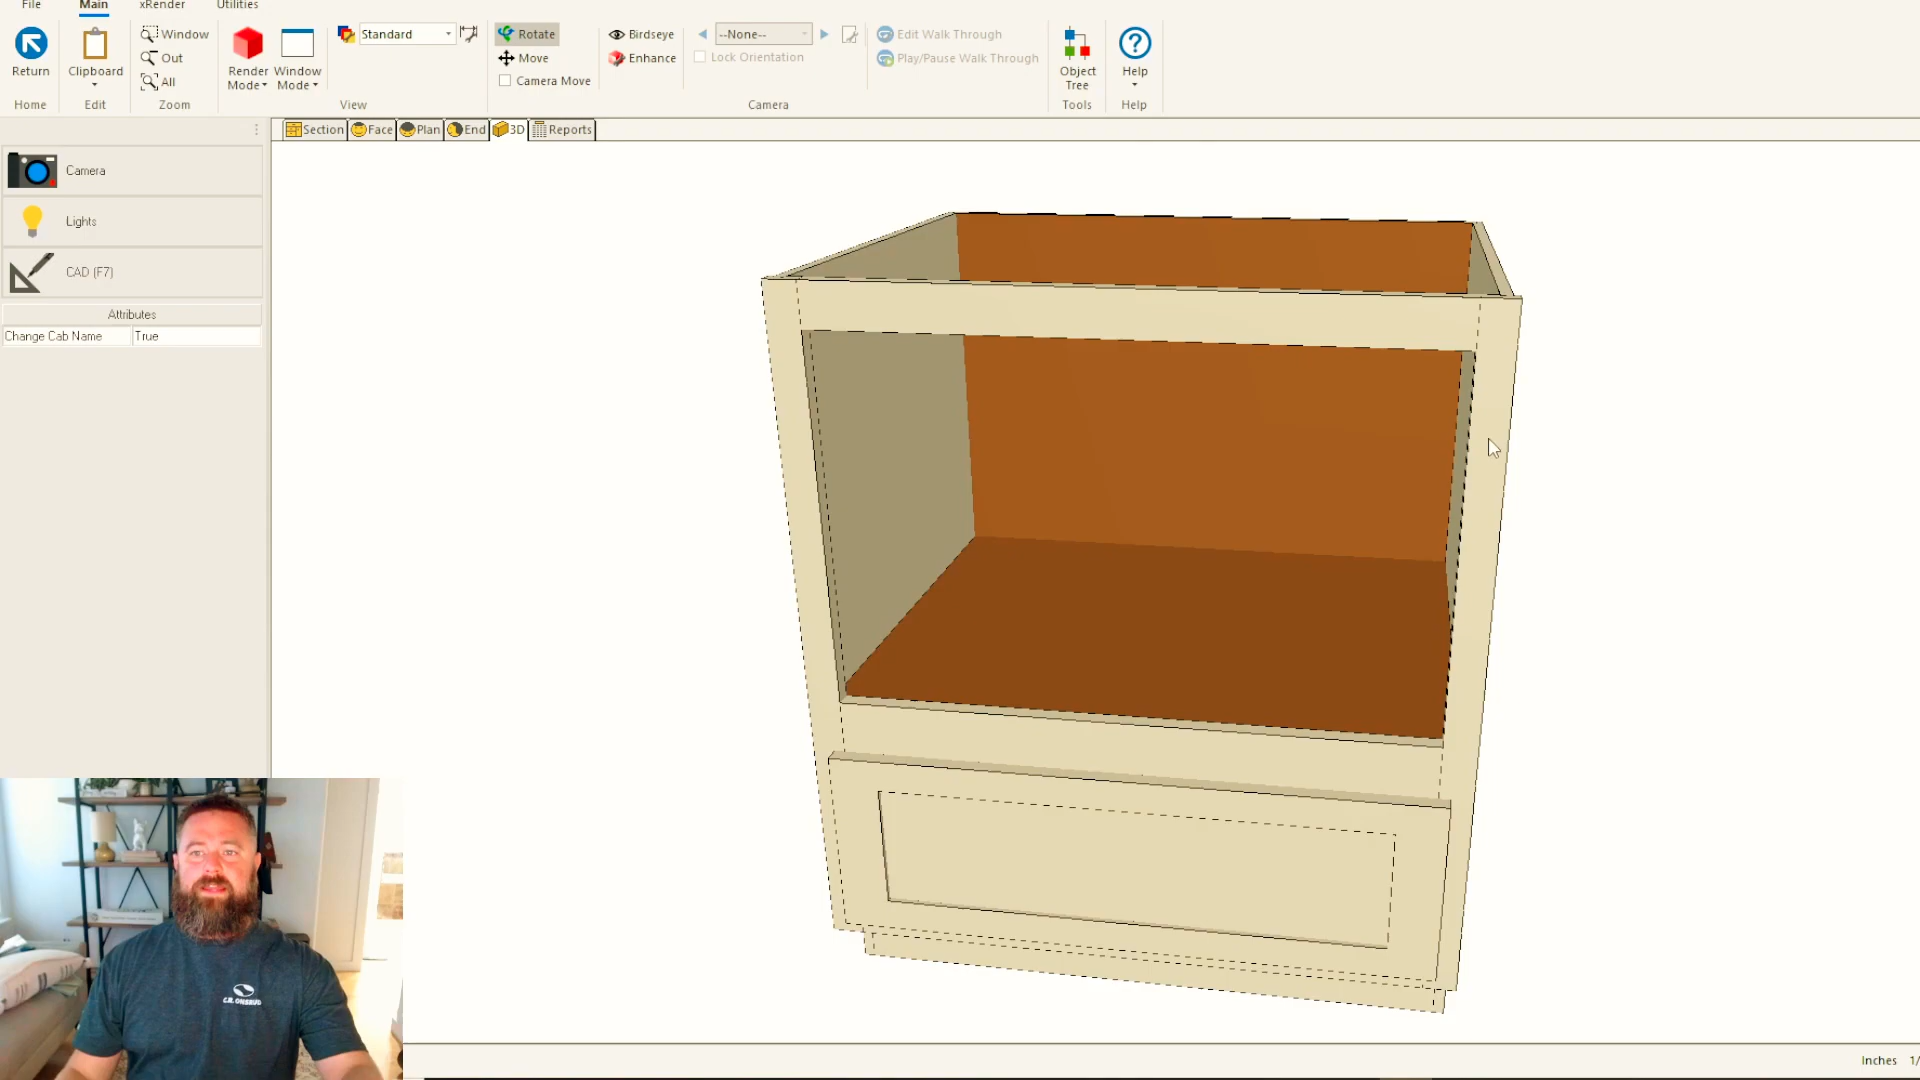 File Main xRender Utilities
Return
Home
Clipboard
Edit
Window
Out
All
Zoom
Render Mode
Window Mode
Standard
View
Rotate
Move
Camera Move
Birdseye
Enhance
--None--
Lock Orientation
Edit Walk Through
Play/Pause Walk Through
Camera
Object Tree
Tools
Help
Help
Section Face Plan End 3D Reports
Camera
Lights
CAD (F7)
Attributes
Change Cab Name True
C.R. ONSRUD
Inches 1/